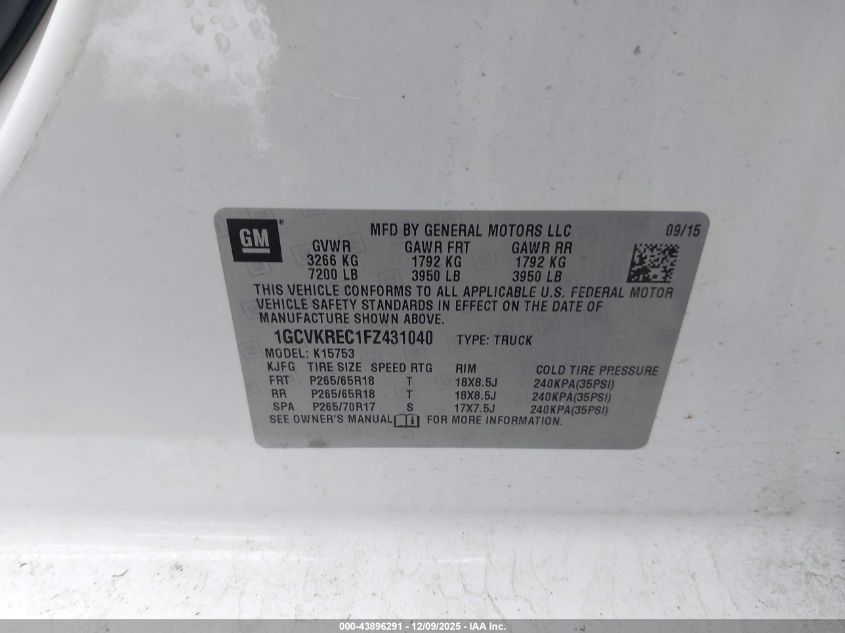 GM ®
MFD BY GENERAL MOTORS LLC 09/15
GVWR GAWR FRT GAWR RR
3266 KG 1792 KG 1792 KG
7200 LB 3950 LB 3950 LB
THIS VEHICLE CONFORMS TO ALL APPLICABLE U.S. FEDERAL MOTOR
VEHICLE SAFETY STANDARDS IN EFFECT ON THE DATE OF
MANUFACTURE SHOWN ABOVE.
1GCVKREC1FZ431040 TYPE: TRUCK
MODEL: K15753
KJFG TIRE SIZE SPEED RTG RIM COLD TIRE PRESSURE
FRT P265/65R18 T 18X8.5J 240KPA(35PSI)
RR P265/65R18 T 18X8.5J 240KPA(35PSI)
SPA P265/70R17 S 17X7.5J 240KPA(35PSI)
SEE OWNER'S MANUAL FOR MORE INFORMATION.
000-43896291 - 12/09/2025 - IAA Inc.